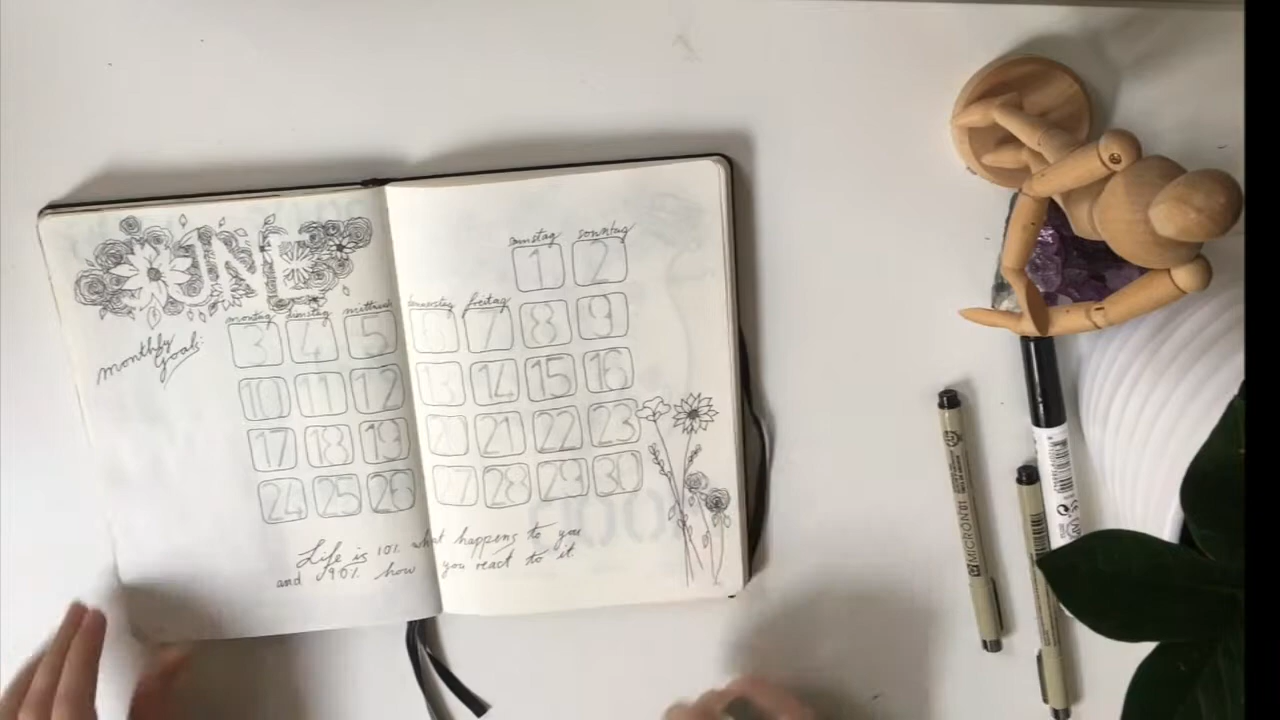 ONE
samstag sonntag
1 2
montag dienstag mittwoch donnerstag freitag
3 4 5 6 7 8 9
monthly
Goals:
10 11 12 13 14 15 16
17 18 19 20 21 22 23
24 25 26 27 28 29 30
Life is 10% what happens to you
and 90% how you react to it.
MICRON